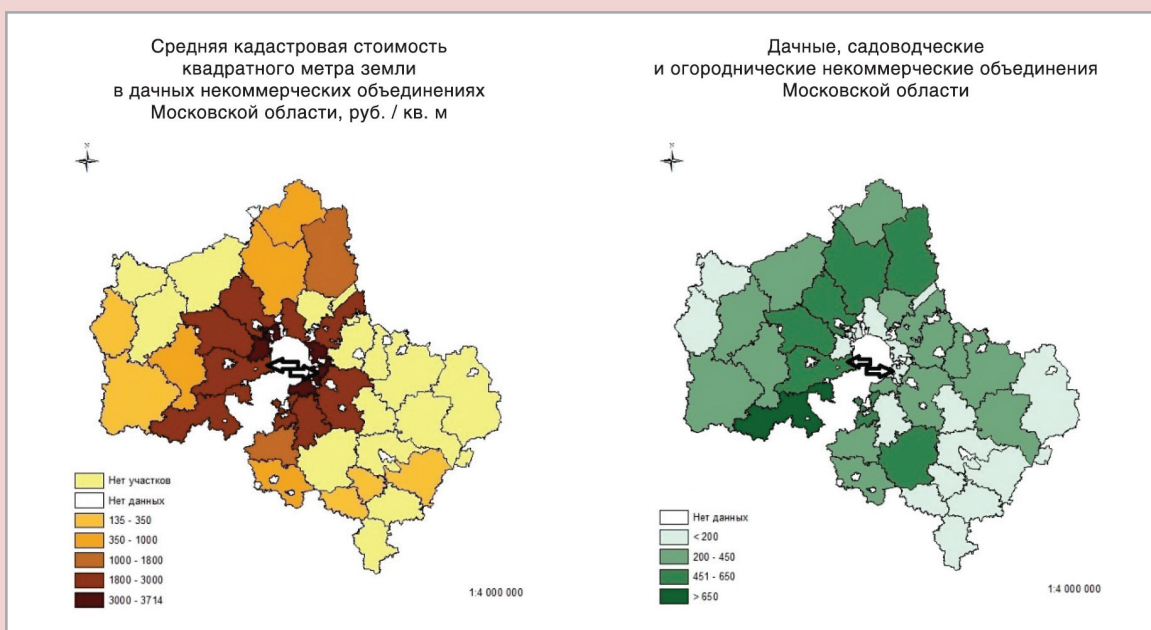 Средняя кадастровая стоимость
квадратного метра земли
в дачных некоммерческих объединениях
Московской области, руб. / кв. м
N
Нет участков
Нет данных
135 - 350
350 - 1000
1000 - 1800
1800 - 3000
3000 - 3714
1:4 000 000
Дачные, садоводческие
и огороднические некоммерческие объединения
Московской области
N
Нет данных
< 200
200 - 450
451 - 650
> 650
1:4 000 000